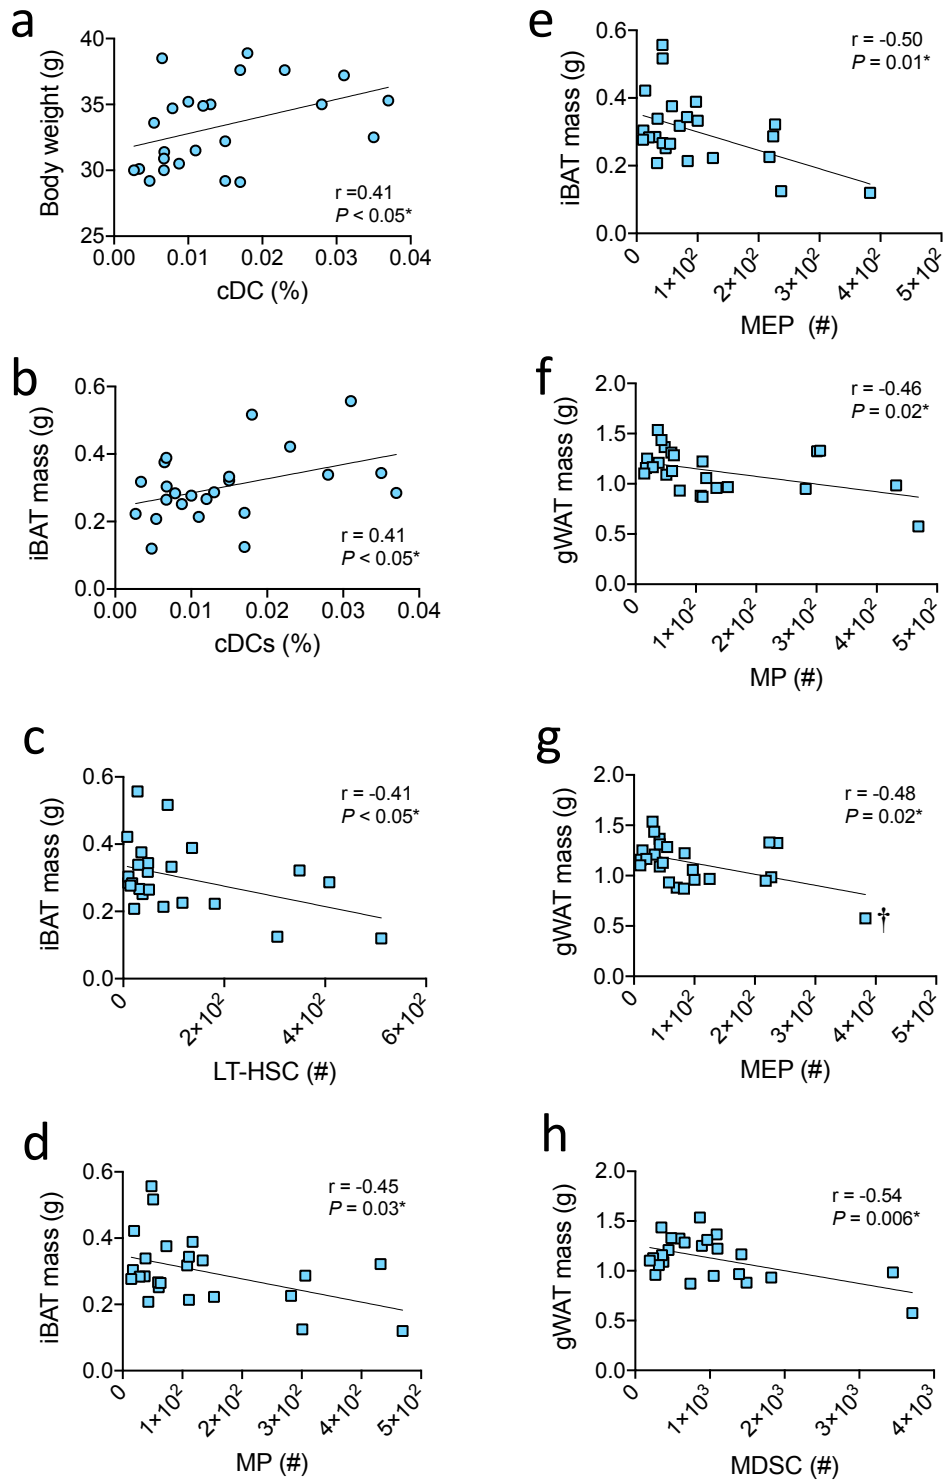 a
Body weight (g)
40
35
30
25
r =0.41
P < 0.05*
0.00 0.01 0.02 0.03 0.04
cDC (%)
b
iBAT mass (g)
0.6
0.4
0.2
0.0
r = 0.41
P < 0.05*
0.00 0.01 0.02 0.03 0.04
cDCs (%)
c
iBAT mass (g)
0.6
0.4
0.2
0.0
r = -0.41
P < 0.05*
0 2×10² 4×10² 6×10²
LT-HSC (#)
d
iBAT mass (g)
0.6
0.4
0.2
0.0
r = -0.45
P = 0.03*
0 1×10² 2×10² 3×10² 4×10² 5×10²
MP (#)
e
iBAT mass (g)
0.6
0.4
0.2
0.0
r = -0.50
P = 0.01*
0 1×10² 2×10² 3×10² 4×10² 5×10²
MEP (#)
f
gWAT mass (g)
2.0
1.5
1.0
0.5
0.0
r = -0.46
P = 0.02*
0 1×10² 2×10² 3×10² 4×10² 5×10²
MP (#)
g
gWAT mass (g)
2.0
1.5
1.0
0.5
0.0
r = -0.48
P = 0.02*
†
0 1×10² 2×10² 3×10² 4×10² 5×10²
MEP (#)
h
gWAT mass (g)
2.0
1.5
1.0
0.5
0.0
r = -0.54
P = 0.006*
0 1×10³ 2×10³ 3×10³ 4×10³
MDSC (#)